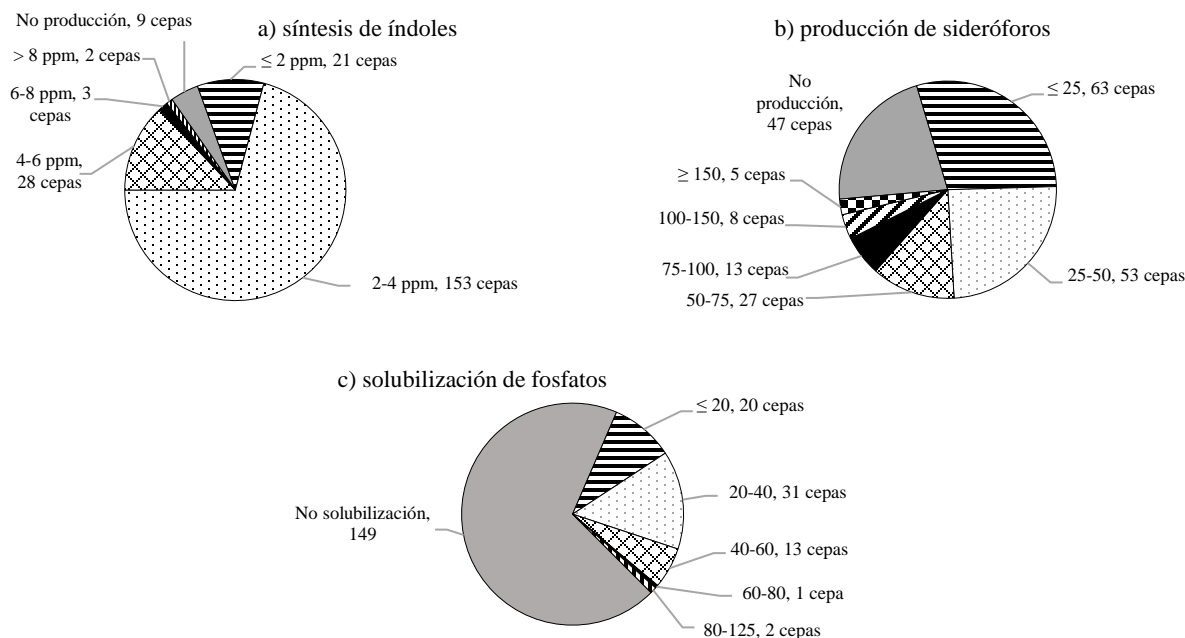 a) síntesis de índoles
No producción, 9 cepas
> 8 ppm, 2 cepas
6-8 ppm, 3
cepas
4-6 ppm,
28 cepas
≤ 2 ppm, 21 cepas
2-4 ppm, 153 cepas
b) producción de sideróforos
No
producción,
47 cepas
≥ 150, 5 cepas
100-150, 8 cepas
75-100, 13 cepas
50-75, 27 cepas
≤ 25, 63 cepas
25-50, 53 cepas
c) solubilización de fosfatos
No solubilización,
149
≤ 20, 20 cepas
20-40, 31 cepas
40-60, 13 cepas
60-80, 1 cepa
80-125, 2 cepas